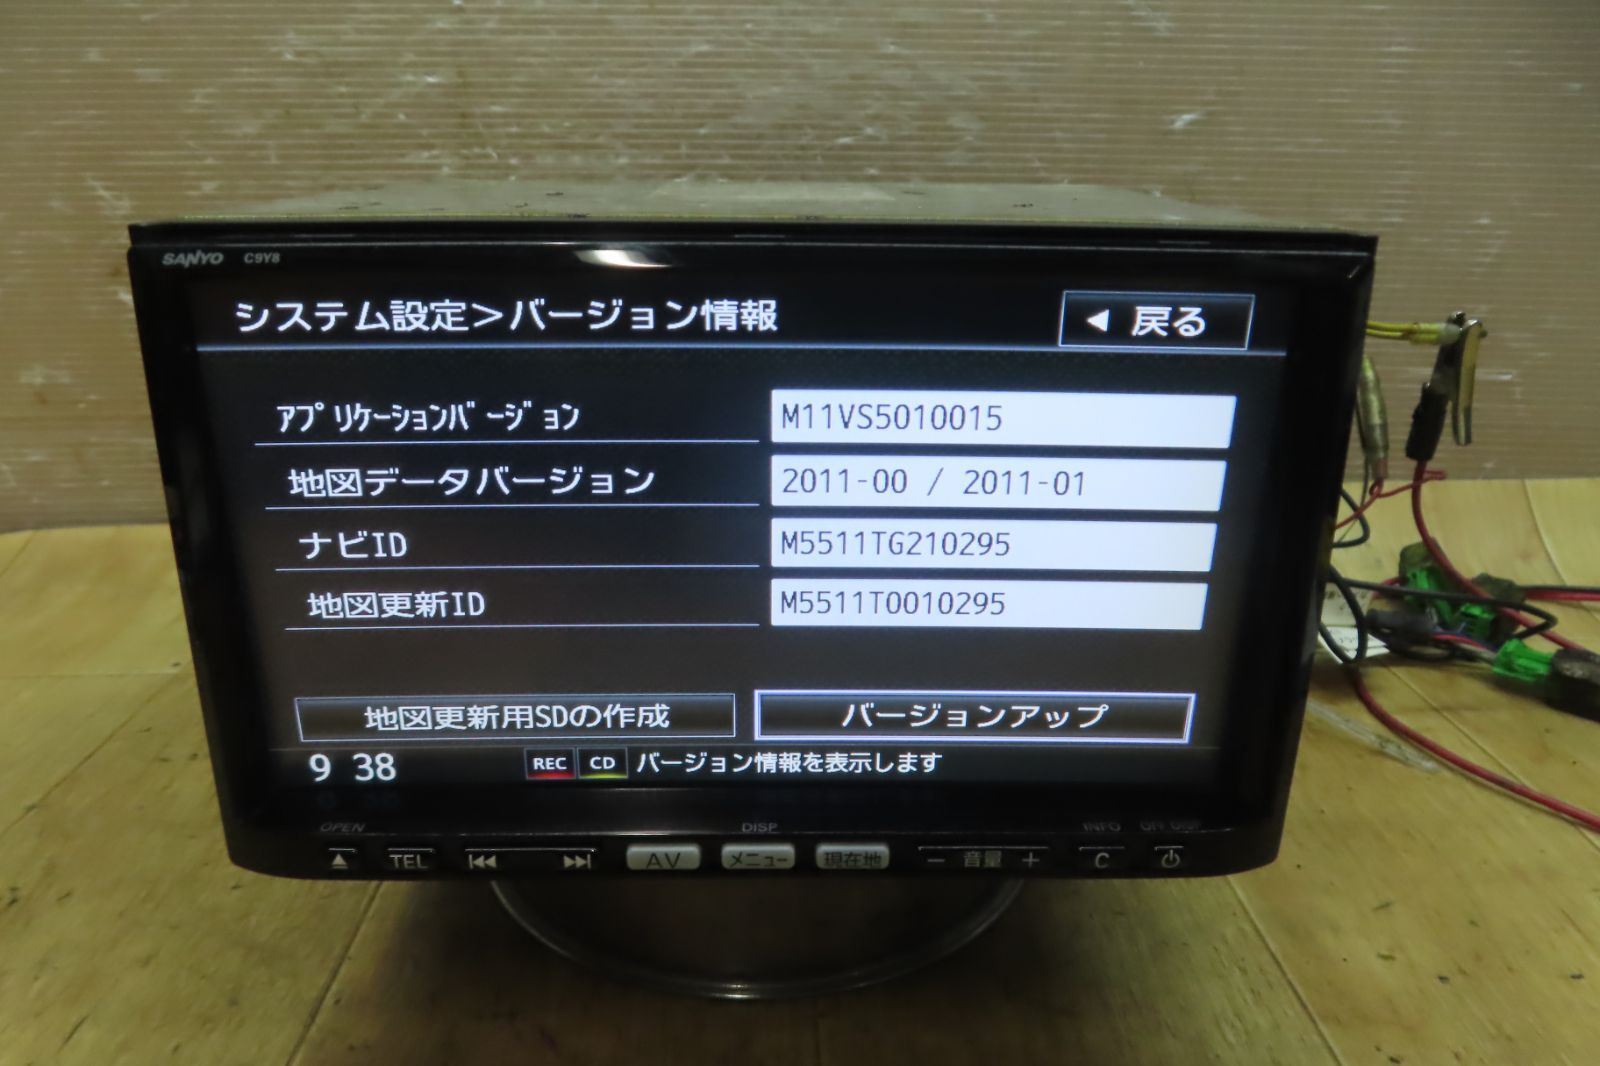 SANYO C9Y8
システム設定>バージョン情報
◀ 戻る
アプリケーションバージョン M11VS5010015
地図データバージョン 2011-00 / 2011-01
ナビID M5511TG210295
地図更新ID M5511T0010295
地図更新用SDの作成 バージョンアップ
9 38 REC CD バージョン情報を表示します
OPEN DISP INFO OFF DISP
TEL AV メニュー 現在地 − 音量 + C